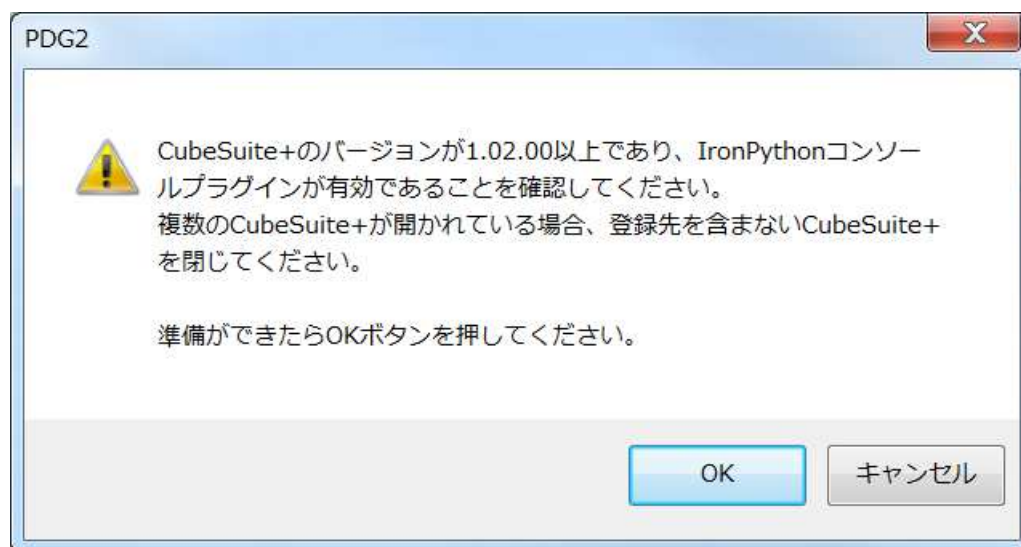 PDG2
CubeSuite+のバージョンが1.02.00以上であり、IronPythonコンソー
ルプラグインが有効であることを確認してください。
複数のCubeSuite+が開かれている場合、登録先を含まないCubeSuite+
を閉じてください。
準備ができたらOKボタンを押してください。
OK
キャンセル